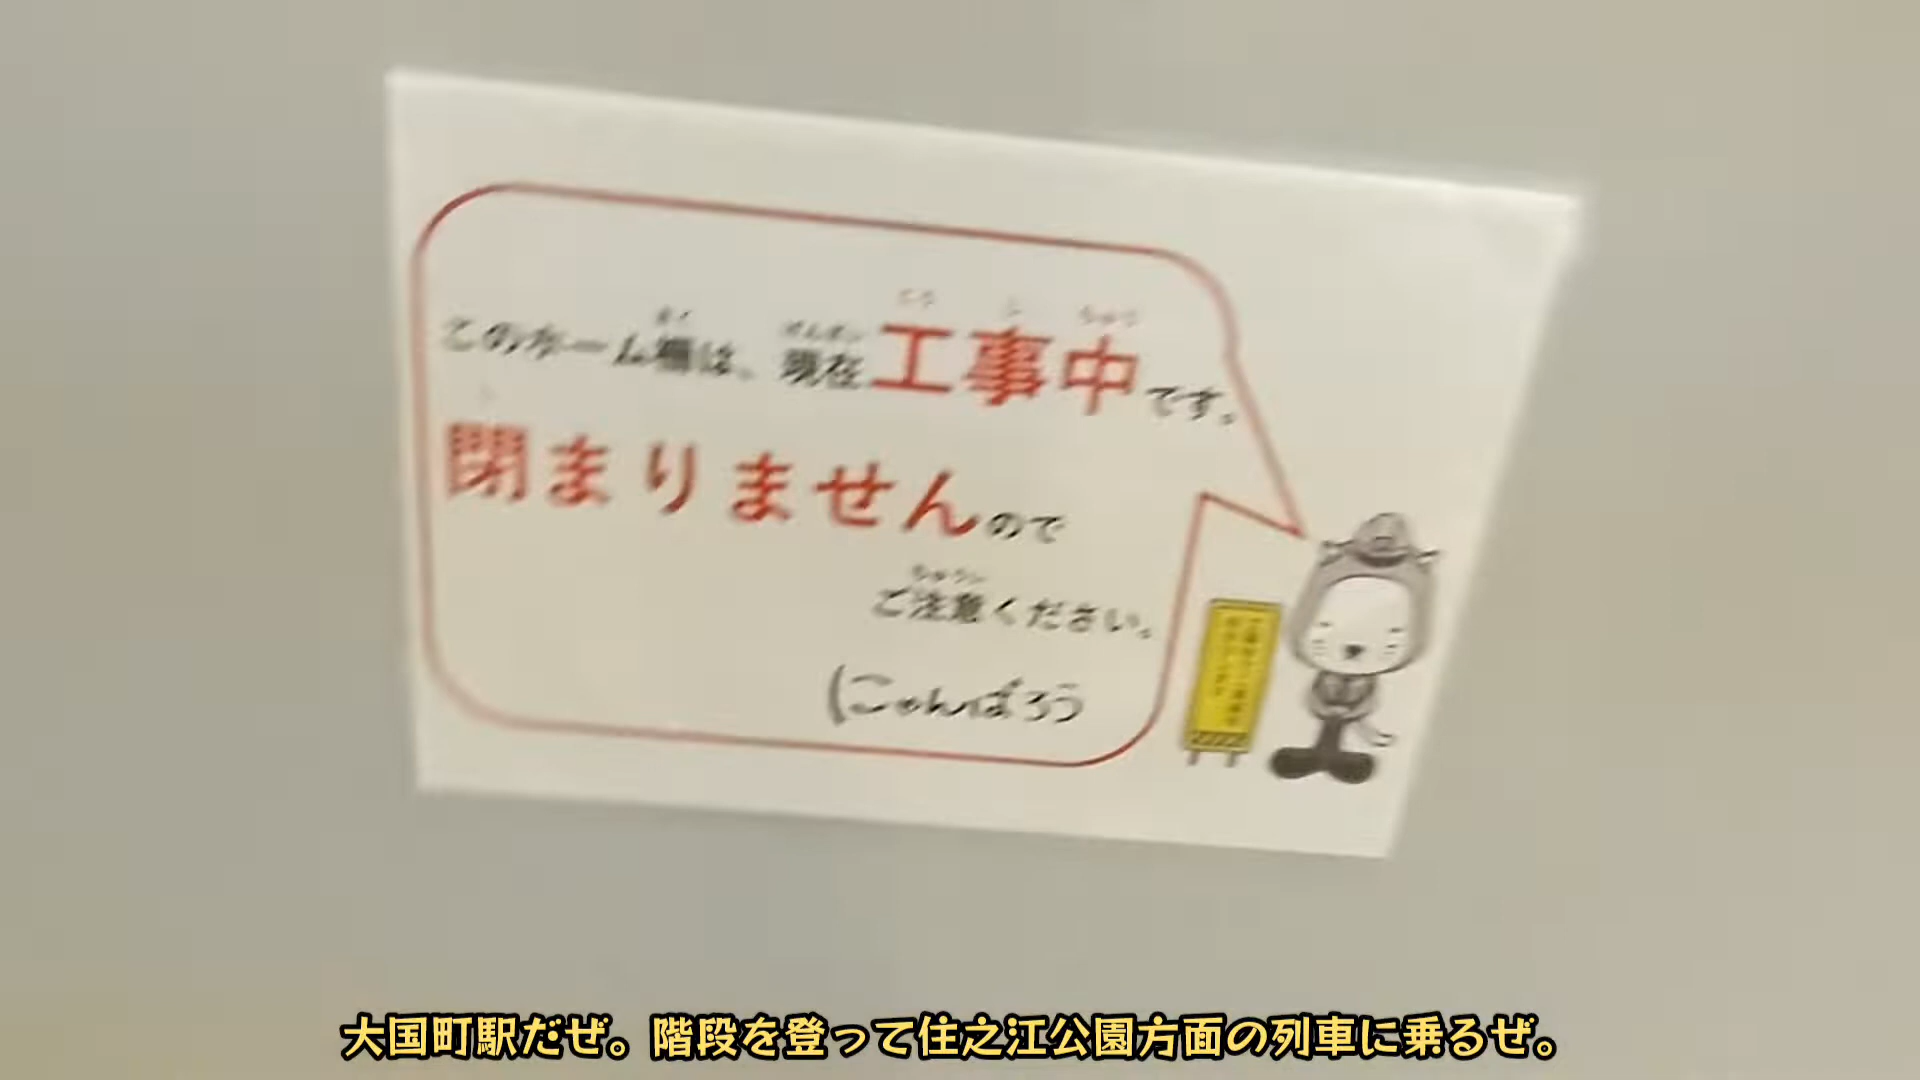 このホーム柵は、現在工事中です。
閉まりませんので
ご注意ください。
にゃんばろう
大国町駅だぜ。階段を登って住之江公園方面の列車に乗るぜ。